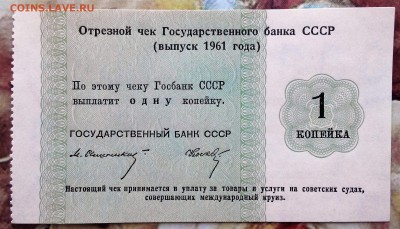 COINS.LAVE.RU
Отрезной чек Государственного банка СССР
(выпуск 1961 года)
По этому чеку Госбанк СССР
выплатит одну копейку.
ГОСУДАРСТВЕННЫЙ БАНК СССР
1
КОПЕЙКА
Настоящий чек принимается в уплату за товары и услуги на советских судах,
совершающих международный круиз.